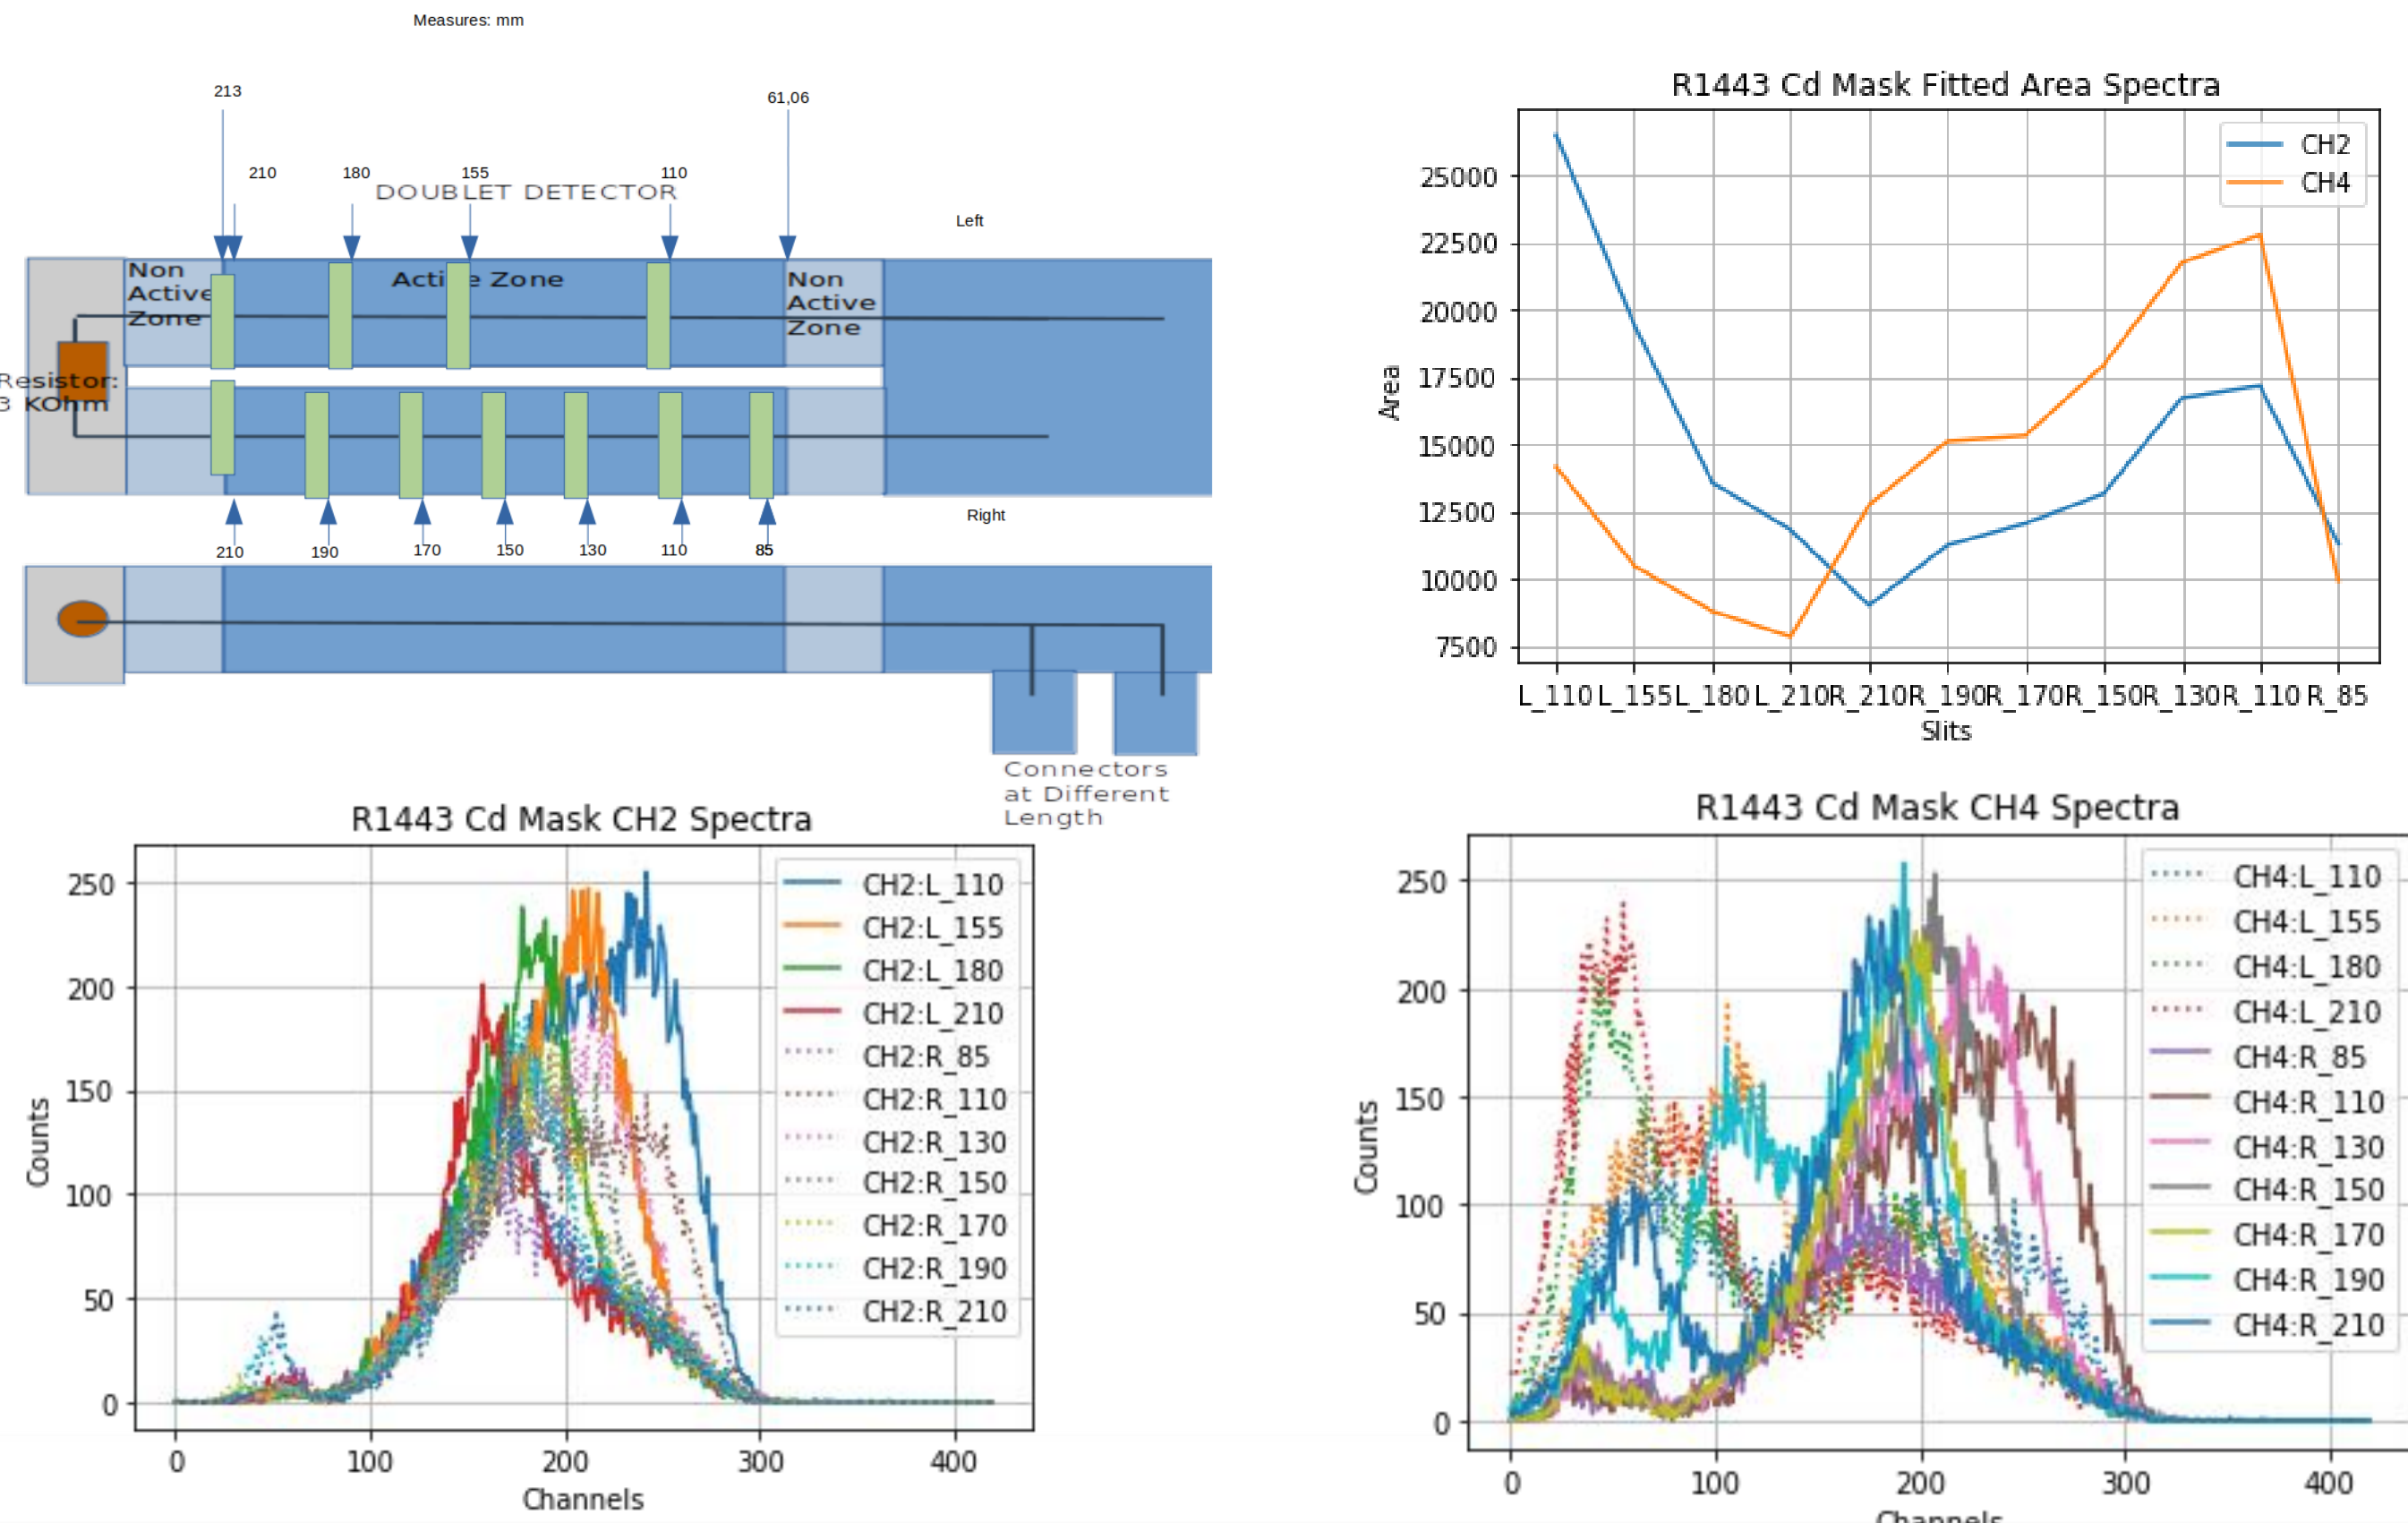 Measures: mm
213
61,06
210
180
155
110
DOUBLET DETECTOR
Left
Non
Active
Zone
Active Zone
Non
Active
Zone
Resistor:
3 KOhm
Right
210
190
170
150
130
110
85
Connectors
at Different
Length
R1443 Cd Mask Fitted Area Spectra
CH2
CH4
25000
22500
20000
17500
15000
12500
10000
7500
Area
L_110
L_155
L_180
L_210
R_210
R_190
R_170
R_150
R_130
R_110
R_85
Slits
R1443 Cd Mask CH2 Spectra
250
200
150
100
50
0
Counts
CH2:L_110
CH2:L_155
CH2:L_180
CH2:L_210
CH2:R_85
CH2:R_110
CH2:R_130
CH2:R_150
CH2:R_170
CH2:R_190
CH2:R_210
0
100
200
300
400
Channels
R1443 Cd Mask CH4 Spectra
250
200
150
100
50
0
Counts
CH4:L_110
CH4:L_155
CH4:L_180
CH4:L_210
CH4:R_85
CH4:R_110
CH4:R_130
CH4:R_150
CH4:R_170
CH4:R_190
CH4:R_210
0
100
200
300
400
Channels